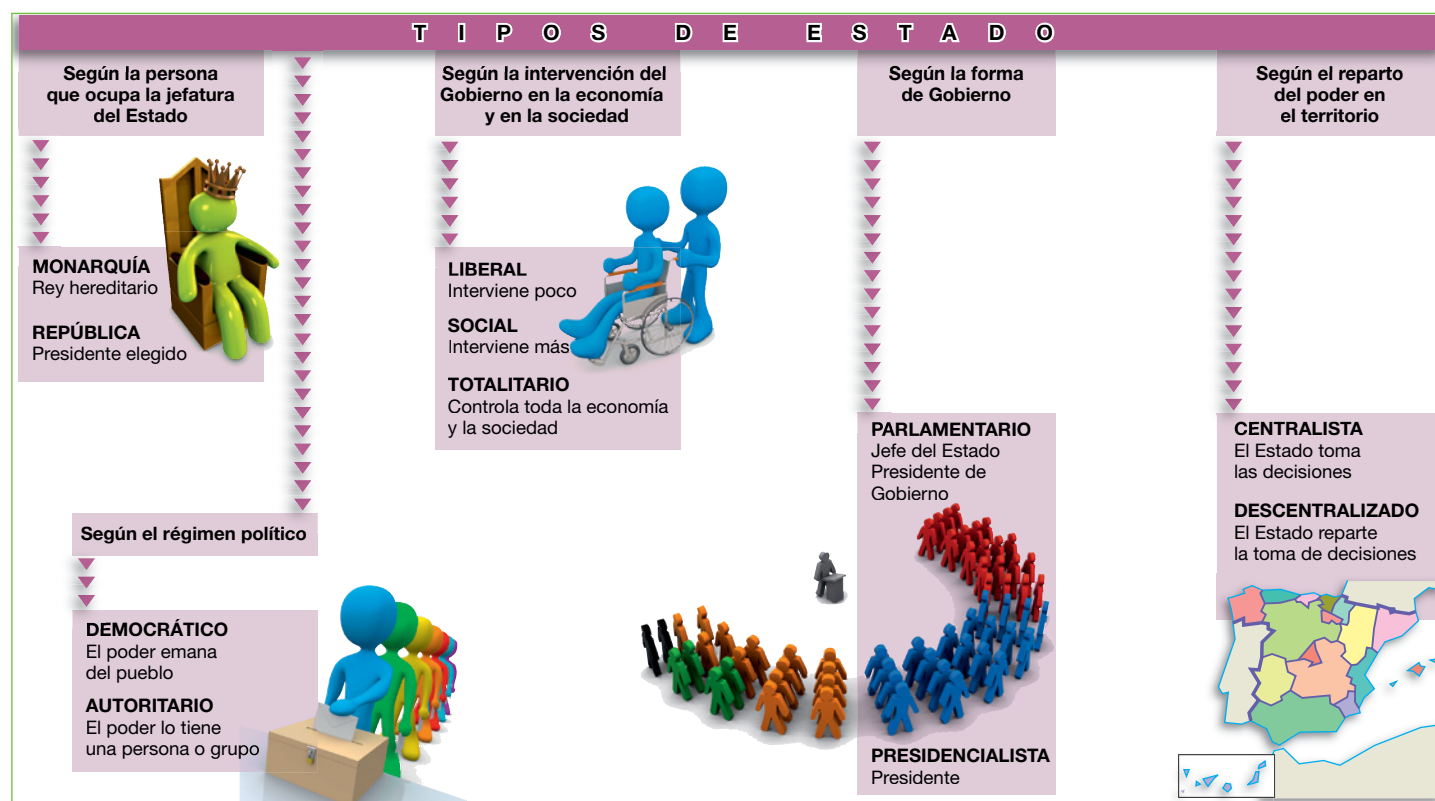 TIPOS DE ESTADO
Según la persona
que ocupa la jefatura
del Estado
MONARQUÍA
Rey hereditario
REPÚBLICA
Presidente elegido
Según el régimen político
DEMOCRÁTICO
El poder emana
del pueblo
AUTORITARIO
El poder lo tiene
una persona o grupo
Según la intervención del
Gobierno en la economía
y en la sociedad
LIBERAL
Interviene poco
SOCIAL
Interviene más
TOTALITARIO
Controla toda la economía
y la sociedad
Según la forma
de Gobierno
PARLAMENTARIO
Jefe del Estado
Presidente de
Gobierno
PRESIDENCIALISTA
Presidente
Según el reparto
del poder en
el territorio
CENTRALISTA
El Estado toma
las decisiones
DESCENTRALIZADO
El Estado reparte
la toma de decisiones